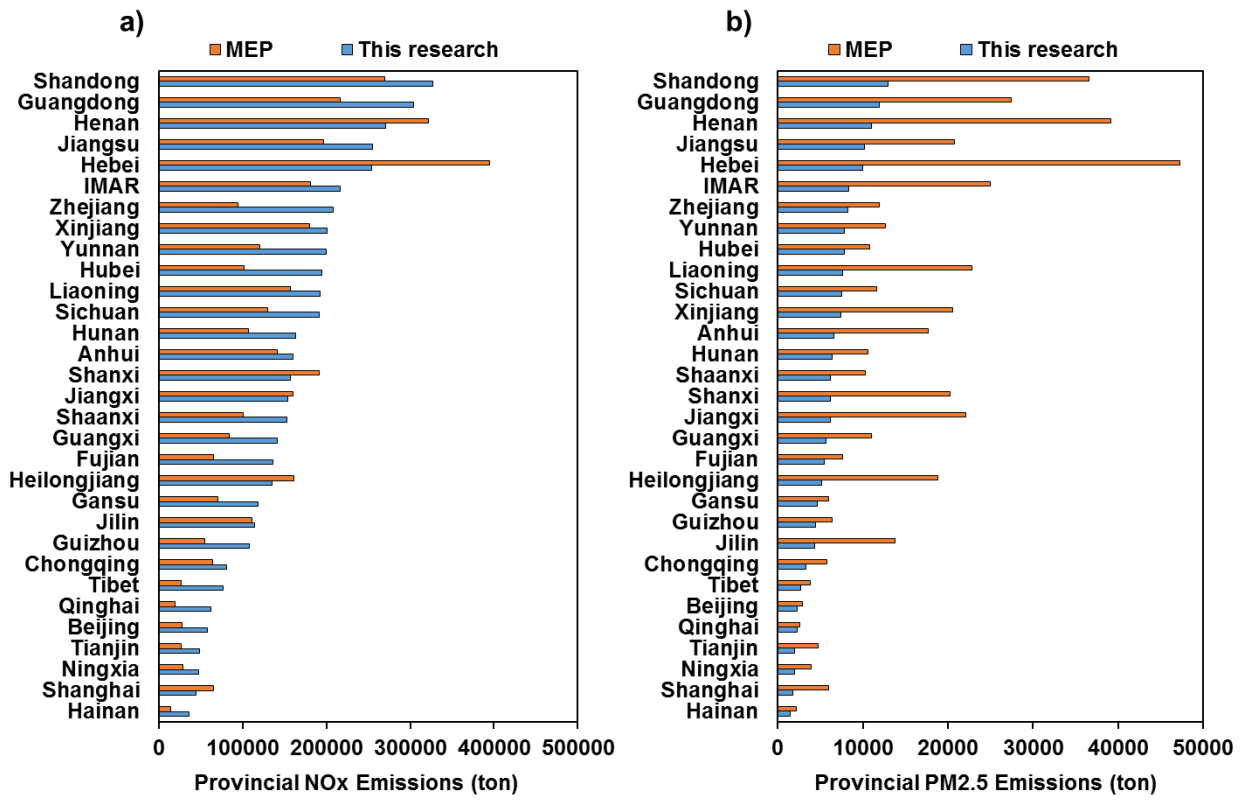 a)
MEP This research
Shandong
Guangdong
Henan
Jiangsu
Hebei
IMAR
Zhejiang
Xinjiang
Yunnan
Hubei
Liaoning
Sichuan
Hunan
Anhui
Shanxi
Jiangxi
Shaanxi
Guangxi
Fujian
Heilongjiang
Gansu
Jilin
Guizhou
Chongqing
Tibet
Qinghai
Beijing
Tianjin
Ningxia
Shanghai
Hainan
0 100000 200000 300000 400000 500000
Provincial NOx Emissions (ton)
b)
MEP This research
Shandong
Guangdong
Henan
Jiangsu
Hebei
IMAR
Zhejiang
Yunnan
Hubei
Liaoning
Sichuan
Xinjiang
Anhui
Hunan
Shaanxi
Shanxi
Jiangxi
Guangxi
Fujian
Heilongjiang
Gansu
Guizhou
Jilin
Chongqing
Tibet
Beijing
Qinghai
Tianjin
Ningxia
Shanghai
Hainan
0 10000 20000 30000 40000 50000
Provincial PM2.5 Emissions (ton)